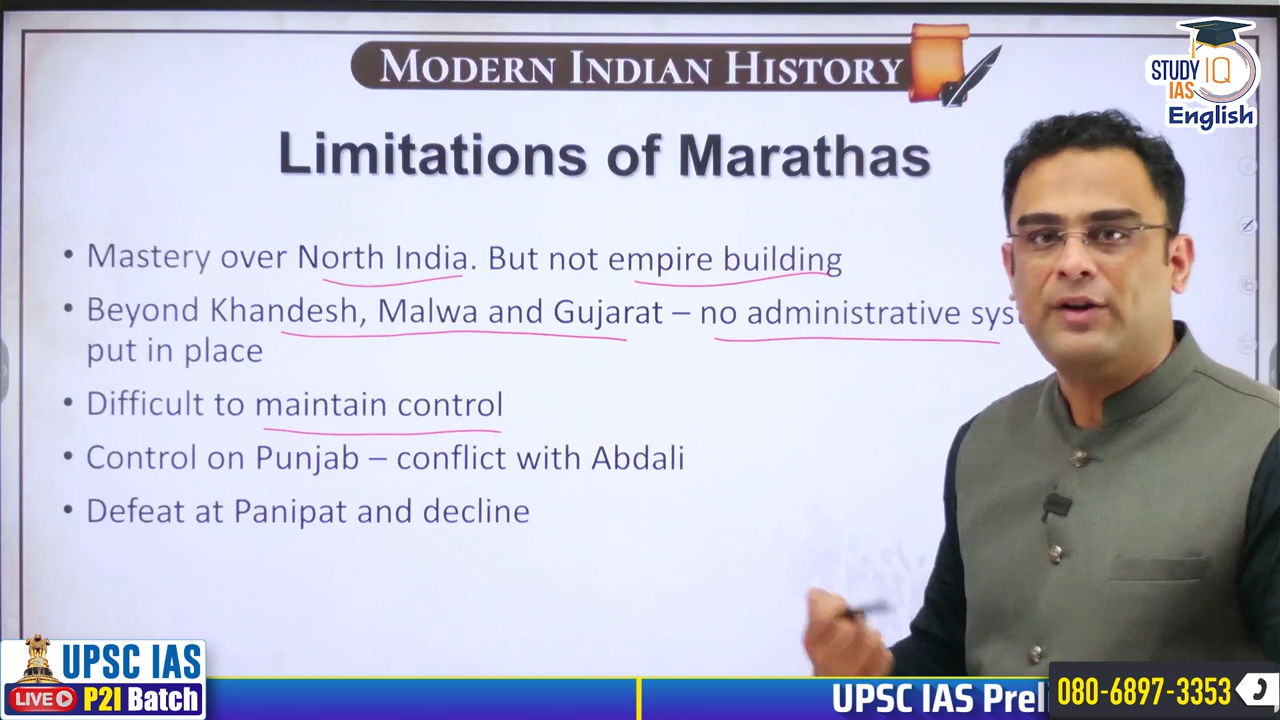 MODERN INDIAN HISTORY
STUDY IQ
IAS
English
Limitations of Marathas
• Mastery over North India. But not empire building
• Beyond Khandesh, Malwa and Gujarat – no administrative sys
put in place
• Difficult to maintain control
• Control on Punjab – conflict with Abdali
• Defeat at Panipat and decline
UPSC IAS
LIVE P2I Batch
UPSC IAS Prel
080-6897-3353